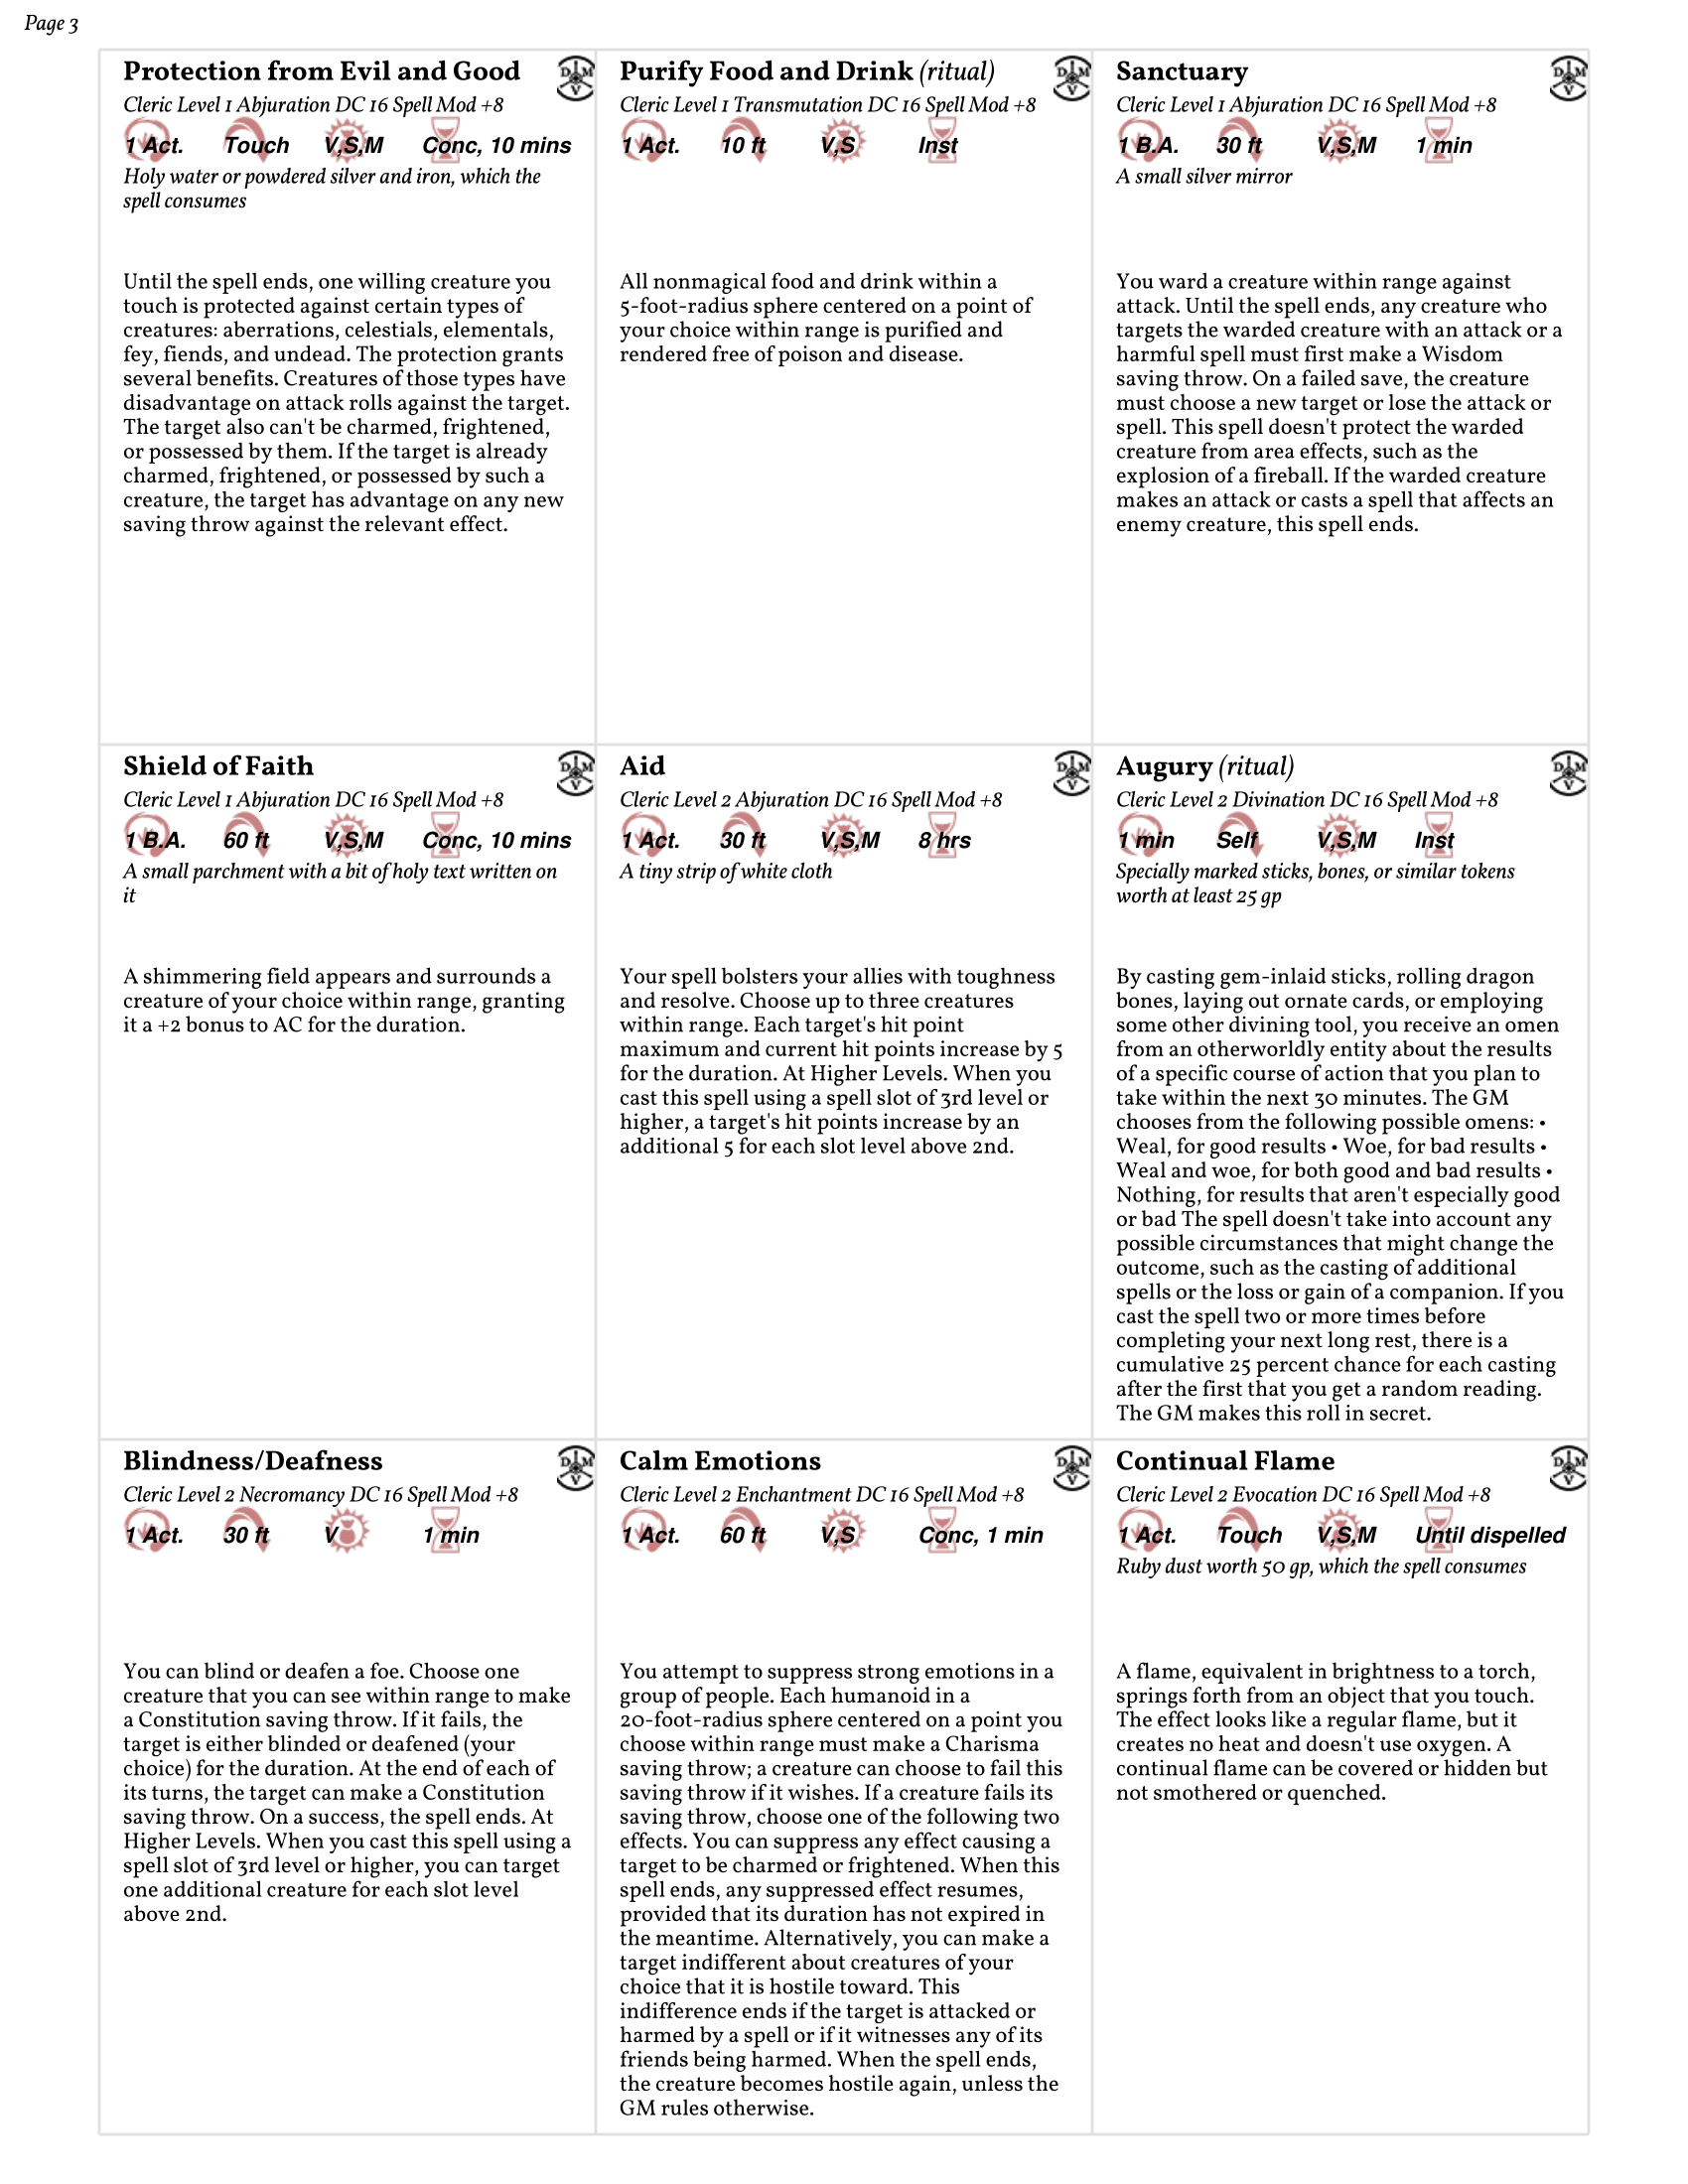 Page 3
Protection from Evil and Good
Cleric Level 1 Abjuration DC 16 Spell Mod +8
1 Act. Touch V,S,M Conc, 10 mins
Holy water or powdered silver and iron, which the
spell consumes
Until the spell ends, one willing creature you
touch is protected against certain types of
creatures: aberrations, celestials, elementals,
fey, fiends, and undead. The protection grants
several benefits. Creatures of those types have
disadvantage on attack rolls against the target.
The target also can't be charmed, frightened,
or possessed by them. If the target is already
charmed, frightened, or possessed by such a
creature, the target has advantage on any new
saving throw against the relevant effect.
Purify Food and Drink (ritual)
Cleric Level 1 Transmutation DC 16 Spell Mod +8
1 Act. 10 ft V,S Inst
All nonmagical food and drink within a
5-foot-radius sphere centered on a point of
your choice within range is purified and
rendered free of poison and disease.
Sanctuary
Cleric Level 1 Abjuration DC 16 Spell Mod +8
1 B.A. 30 ft V,S,M 1 min
A small silver mirror
You ward a creature within range against
attack. Until the spell ends, any creature who
targets the warded creature with an attack or a
harmful spell must first make a Wisdom
saving throw. On a failed save, the creature
must choose a new target or lose the attack or
spell. This spell doesn't protect the warded
creature from area effects, such as the
explosion of a fireball. If the warded creature
makes an attack or casts a spell that affects an
enemy creature, this spell ends.
Shield of Faith
Cleric Level 1 Abjuration DC 16 Spell Mod +8
1 B.A. 60 ft V,S,M Conc, 10 mins
A small parchment with a bit of holy text written on
it
A shimmering field appears and surrounds a
creature of your choice within range, granting
it a +2 bonus to AC for the duration.
Aid
Cleric Level 2 Abjuration DC 16 Spell Mod +8
1 Act. 30 ft V,S,M 8 hrs
A tiny strip of white cloth
Your spell bolsters your allies with toughness
and resolve. Choose up to three creatures
within range. Each target's hit point
maximum and current hit points increase by 5
for the duration. At Higher Levels. When you
cast this spell using a spell slot of 3rd level or
higher, a target's hit points increase by an
additional 5 for each slot level above 2nd.
Augury (ritual)
Cleric Level 2 Divination DC 16 Spell Mod +8
1 min Self V,S,M Inst
Specially marked sticks, bones, or similar tokens
worth at least 25 gp
By casting gem-inlaid sticks, rolling dragon
bones, laying out ornate cards, or employing
some other divining tool, you receive an omen
from an otherworldly entity about the results
of a specific course of action that you plan to
take within the next 30 minutes. The GM
chooses from the following possible omens: •
Weal, for good results • Woe, for bad results •
Weal and woe, for both good and bad results •
Nothing, for results that aren't especially good
or bad The spell doesn't take into account any
possible circumstances that might change the
outcome, such as the casting of additional
spells or the loss or gain of a companion. If you
cast the spell two or more times before
completing your next long rest, there is a
cumulative 25 percent chance for each casting
after the first that you get a random reading.
The GM makes this roll in secret.
Blindness/Deafness
Cleric Level 2 Necromancy DC 16 Spell Mod +8
1 Act. 30 ft V 1 min
You can blind or deafen a foe. Choose one
creature that you can see within range to make
a Constitution saving throw. If it fails, the
target is either blinded or deafened (your
choice) for the duration. At the end of each of
its turns, the target can make a Constitution
saving throw. On a success, the spell ends. At
Higher Levels. When you cast this spell using a
spell slot of 3rd level or higher, you can target
one additional creature for each slot level
above 2nd.
Calm Emotions
Cleric Level 2 Enchantment DC 16 Spell Mod +8
1 Act. 60 ft V,S Conc, 1 min
You attempt to suppress strong emotions in a
group of people. Each humanoid in a
20-foot-radius sphere centered on a point you
choose within range must make a Charisma
saving throw; a creature can choose to fail this
saving throw if it wishes. If a creature fails its
saving throw, choose one of the following two
effects. You can suppress any effect causing a
target to be charmed or frightened. When this
spell ends, any suppressed effect resumes,
provided that its duration has not expired in
the meantime. Alternatively, you can make a
target indifferent about creatures of your
choice that it is hostile toward. This
indifference ends if the target is attacked or
harmed by a spell or if it witnesses any of its
friends being harmed. When the spell ends,
the creature becomes hostile again, unless the
GM rules otherwise.
Continual Flame
Cleric Level 2 Evocation DC 16 Spell Mod +8
1 Act. Touch V,S,M Until dispelled
Ruby dust worth 50 gp, which the spell consumes
A flame, equivalent in brightness to a torch,
springs forth from an object that you touch.
The effect looks like a regular flame, but it
creates no heat and doesn't use oxygen. A
continual flame can be covered or hidden but
not smothered or quenched.